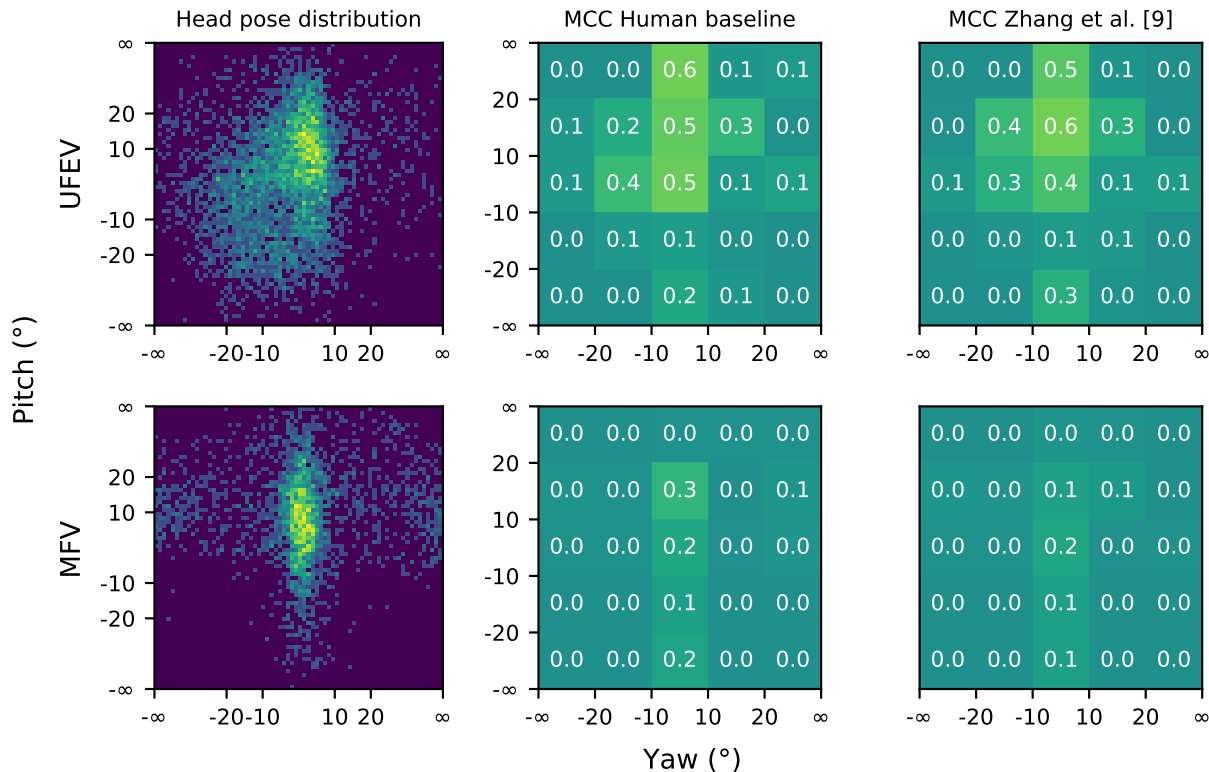 Head pose distribution MCC Human baseline MCC Zhang et al. [9]
UFEV
∞
20
10
-10
-20
-∞
-∞ -20 -10 10 20 ∞
∞
20
10
-10
-20
-∞
0.0 0.0 0.6 0.1 0.1
0.1 0.2 0.5 0.3 0.0
0.1 0.4 0.5 0.1 0.1
0.0 0.1 0.1 0.0 0.0
0.0 0.0 0.2 0.1 0.0
-∞ -20 -10 10 20 ∞
0.0 0.0 0.5 0.1 0.0
0.0 0.4 0.6 0.3 0.0
0.1 0.3 0.4 0.1 0.1
0.0 0.0 0.1 0.1 0.0
0.0 0.0 0.3 0.0 0.0
-∞ -20 -10 10 20 ∞
Pitch (°)
MFV
∞
20
10
-10
-20
-∞
-∞ -20 -10 10 20 ∞
∞
20
10
-10
-20
-∞
0.0 0.0 0.0 0.0 0.0
0.0 0.0 0.3 0.0 0.1
0.0 0.0 0.2 0.0 0.0
0.0 0.0 0.1 0.0 0.0
0.0 0.0 0.2 0.0 0.0
-∞ -20 -10 10 20 ∞
0.0 0.0 0.0 0.0 0.0
0.0 0.0 0.1 0.1 0.0
0.0 0.0 0.2 0.0 0.0
0.0 0.0 0.1 0.0 0.0
0.0 0.0 0.1 0.0 0.0
-∞ -20 -10 10 20 ∞
Yaw (°)